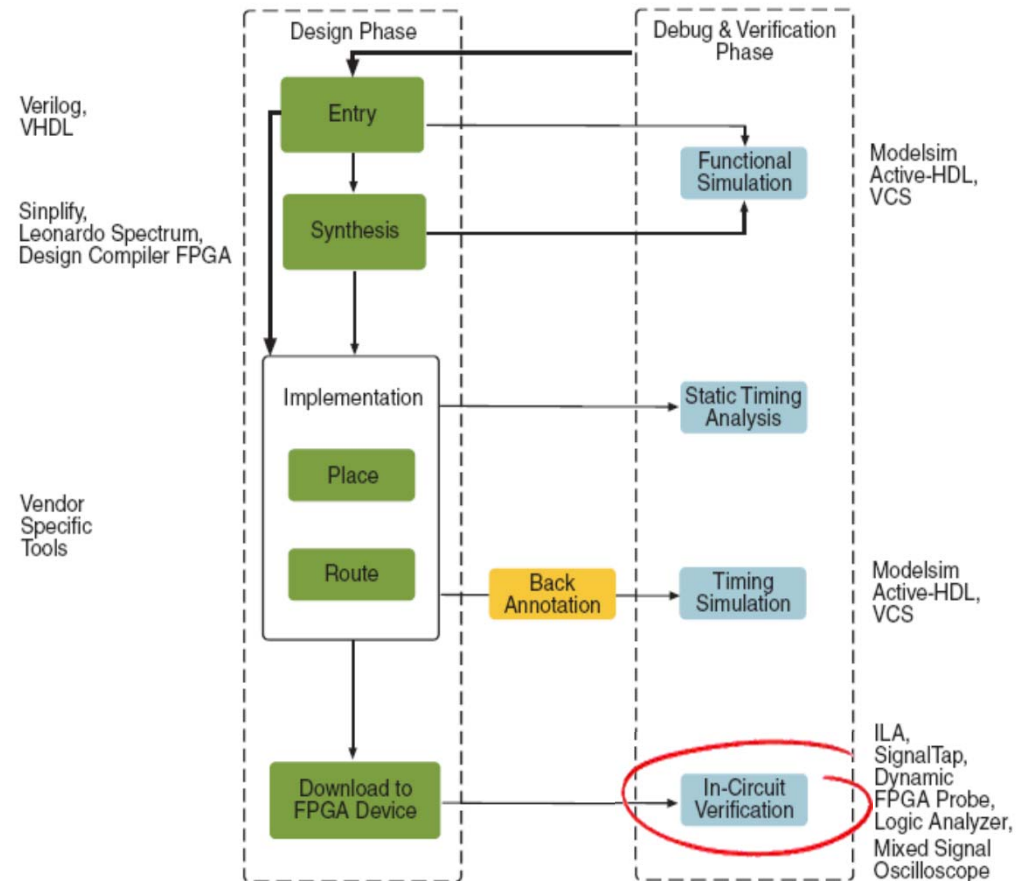 Design Phase
Debug & Verification
Phase
Verilog,
VHDL
Entry
Functional
Simulation
Modelsim
Active-HDL,
VCS
Sinplify,
Leonardo Spectrum,
Design Compiler FPGA
Synthesis
Implementation
Static Timing
Analysis
Place
Vendor
Specific
Tools
Route
Back
Annotation
Timing
Simulation
Modelsim
Active-HDL,
VCS
Download to
FPGA Device
In-Circuit
Verification
ILA,
SignalTap,
Dynamic
FPGA Probe,
Logic Analyzer,
Mixed Signal
Oscilloscope